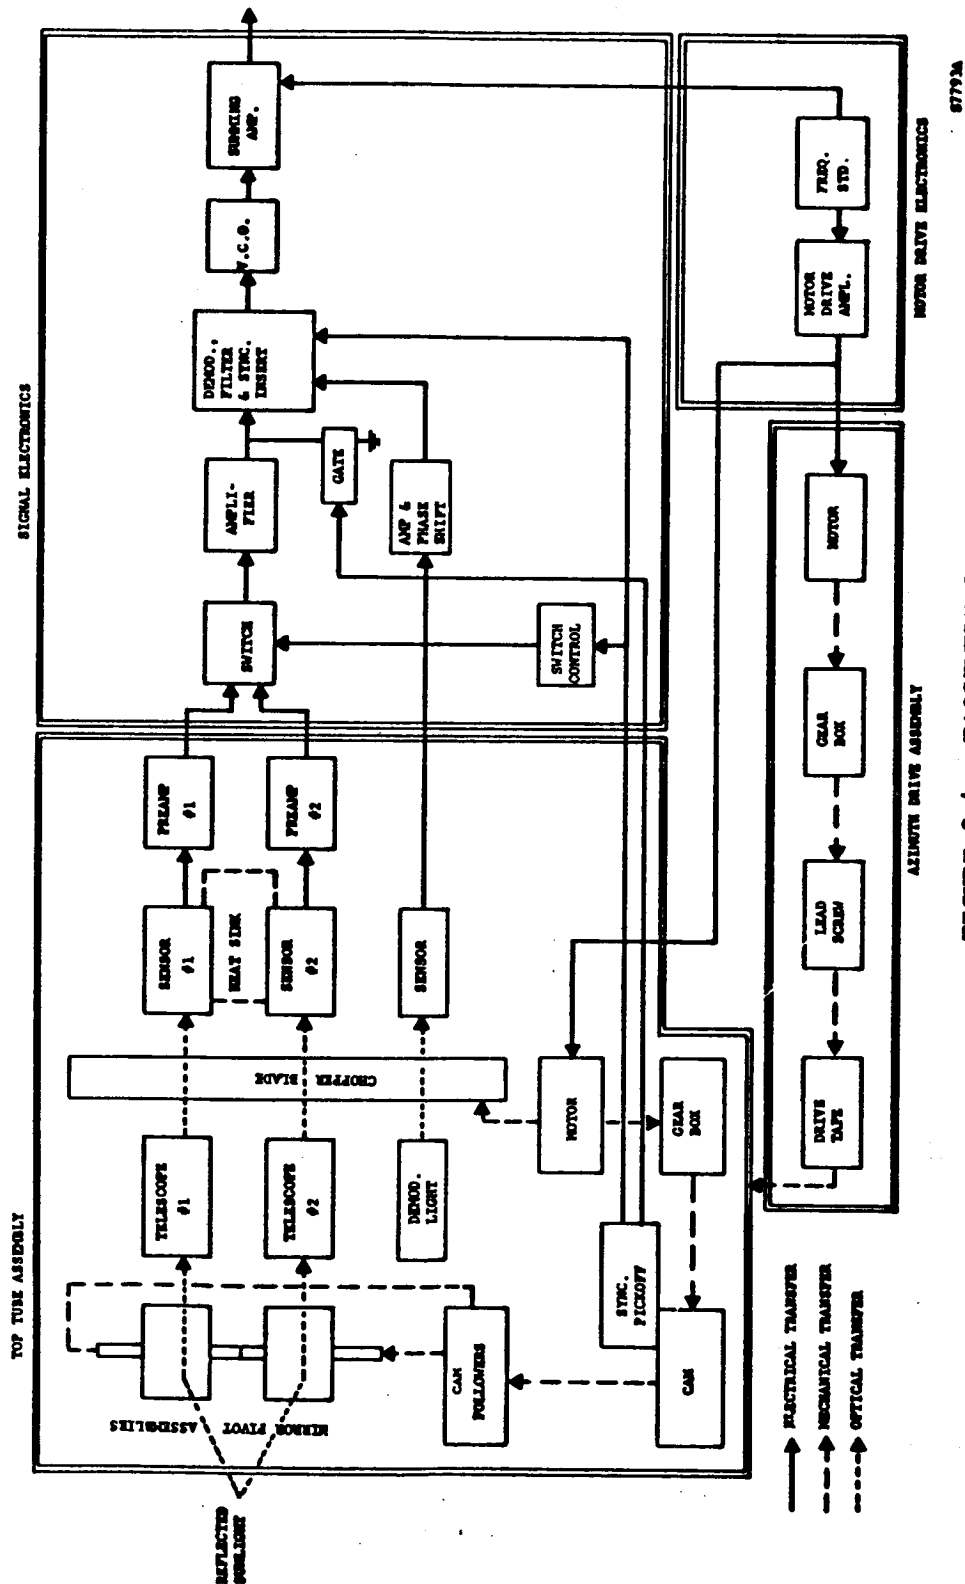 TOP TUBE ASSEMBLY
REFLECTED
SUNLIGHT
MIRROR PIVOT
ASSEMBLIES
TELESCOPE
#1
TELESCOPE
#2
DEMOD.
LIGHT
CAM
FOLLOWERS
CAM
SYNC.
PICKOFF
GEAR
BOX
MOTOR
CHOPPER
BLADE
SENSOR
#1
HEAT SINK
SENSOR
#2
SENSOR
PREAMP
#1
PREAMP
#2
SIGNAL ELECTRONICS
SWITCH
SWITCH
CONTROL
AMPLI-
FIER
GATE
AMP &
PHASE
SHIFT
DEMOD.,
FILTER
& SYNC.
INSERT
V.C.O.
SUMMING
AMP.
FREQ.
STD.
MOTOR
DRIVE
AMPL.
MOTOR DRIVE ELECTRONICS
DRIVE
TAPE
LEAD
SCREW
GEAR
BOX
MOTOR
AZIMUTH DRIVE ASSEMBLY
ELECTRICAL TRANSFER
MECHANICAL TRANSFER
OPTICAL TRANSFER
S7793A